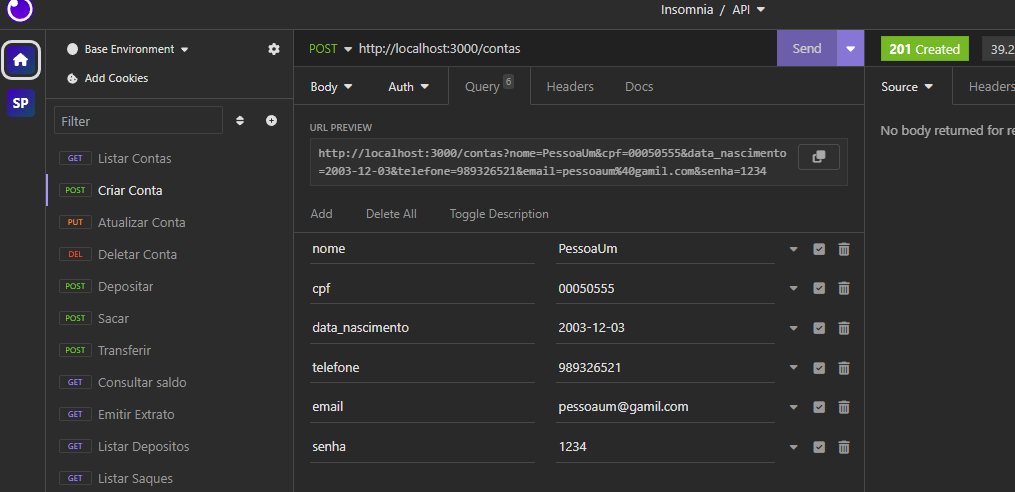 Insomnia / API
Base Environment
Add Cookies
Filter
SP
GET Listar Contas
POST Criar Conta
PUT Atualizar Conta
DEL Deletar Conta
POST Depositar
POST Sacar
POST Transferir
GET Consultar saldo
GET Emitir Extrato
GET Listar Depositos
GET Listar Saques
POST http://localhost:3000/contas Send
Body Auth Query 6 Headers Docs
URL PREVIEW
http://localhost:3000/contas?nome=PessoaUm&cpf=00050555&data_nascimento
=2003-12-03&telefone=989326521&email=pessoaum%40gamil.com&senha=1234
Add Delete All Toggle Description
nome PessoaUm
cpf 00050555
data_nascimento 2003-12-03
telefone 989326521
email pessoaum@gamil.com
senha 1234
201 Created 39.2
Source Headers
No body returned for re